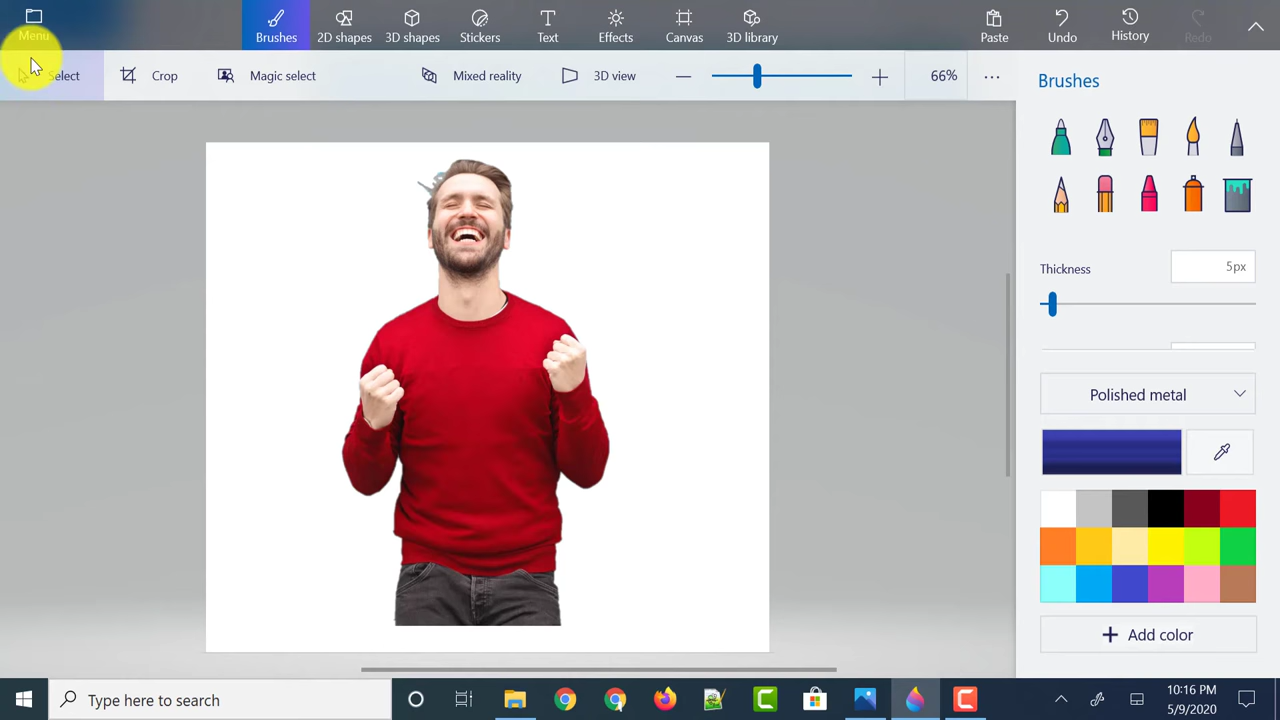 Menu
Brushes
2D shapes
3D shapes
Stickers
Text
Effects
Canvas
3D library
Paste
Undo
History
Redo
Select
Crop
Magic select
Mixed reality
3D view
66%
Brushes
Thickness
5px
Polished metal
Add color
Type here to search
10:16 PM
5/9/2020